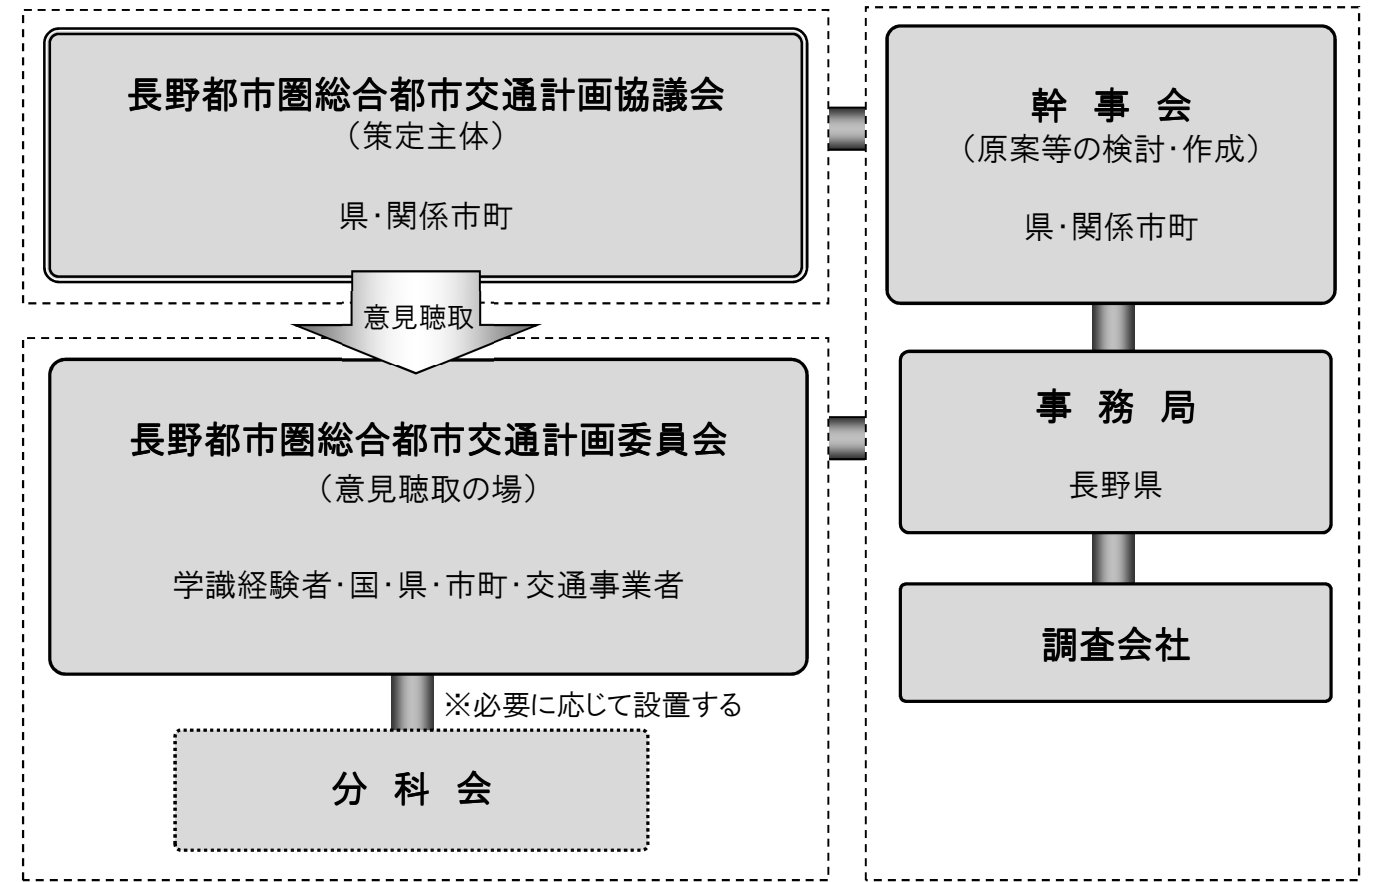 長野都市圏総合都市交通計画協議会
（策定主体）
県・関係市町
意見聴取
長野都市圏総合都市交通計画委員会
（意見聴取の場）
学識経験者・国・県・市町・交通事業者
※必要に応じて設置する
分 科 会
幹 事 会
（原案等の検討・作成）
県・関係市町
事 務 局
長野県
調査会社